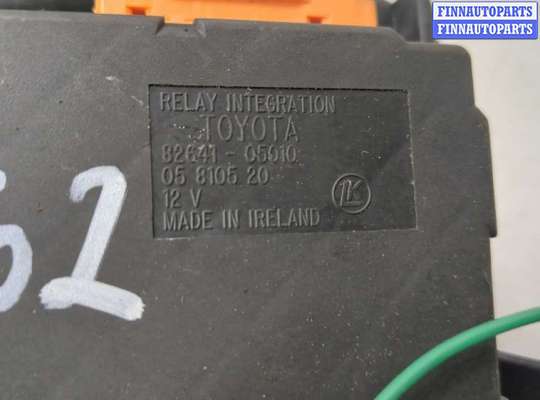 FINNAUTOPARTS
FINNAUTOPARTS
RELAY INTEGRATION
TOYOTA
82641-05010
05 8105 20
12 V
MADE IN IRELAND